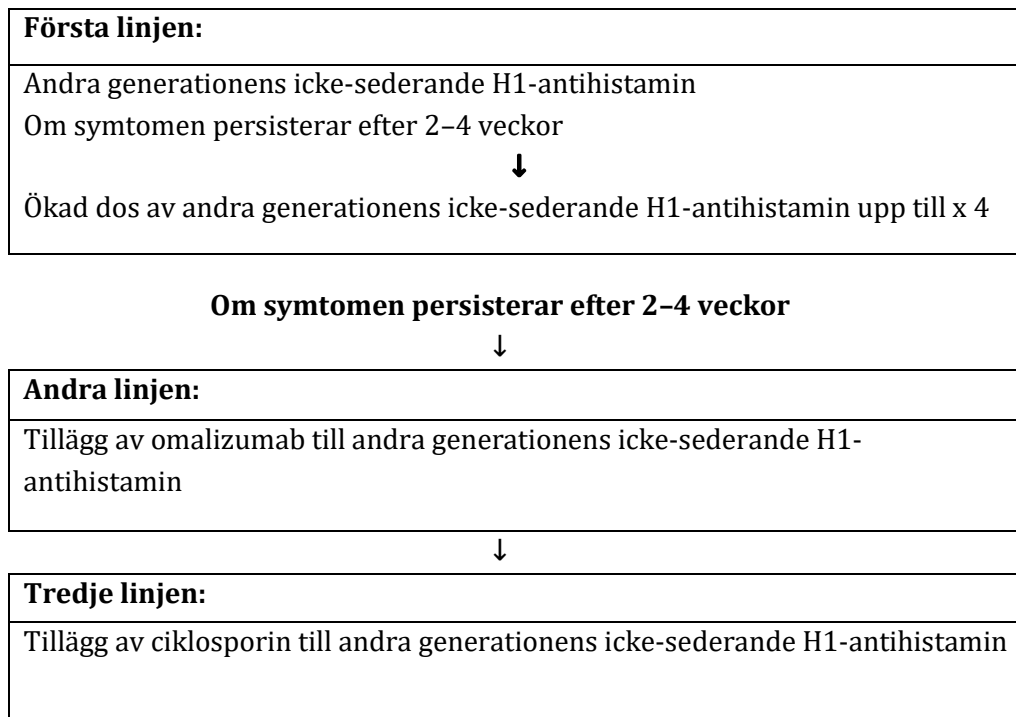 Första linjen:
Andra generationens icke-sederande H1-antihistamin
Om symtomen persisterar efter 2–4 veckor
↓
Ökad dos av andra generationens icke-sederande H1-antihistamin upp till x 4
Om symtomen persisterar efter 2–4 veckor
↓
Andra linjen:
Tillägg av omalizumab till andra generationens icke-sederande H1-
antihistamin
↓
Tredje linjen:
Tillägg av ciklosporin till andra generationens icke-sederande H1-antihistamin